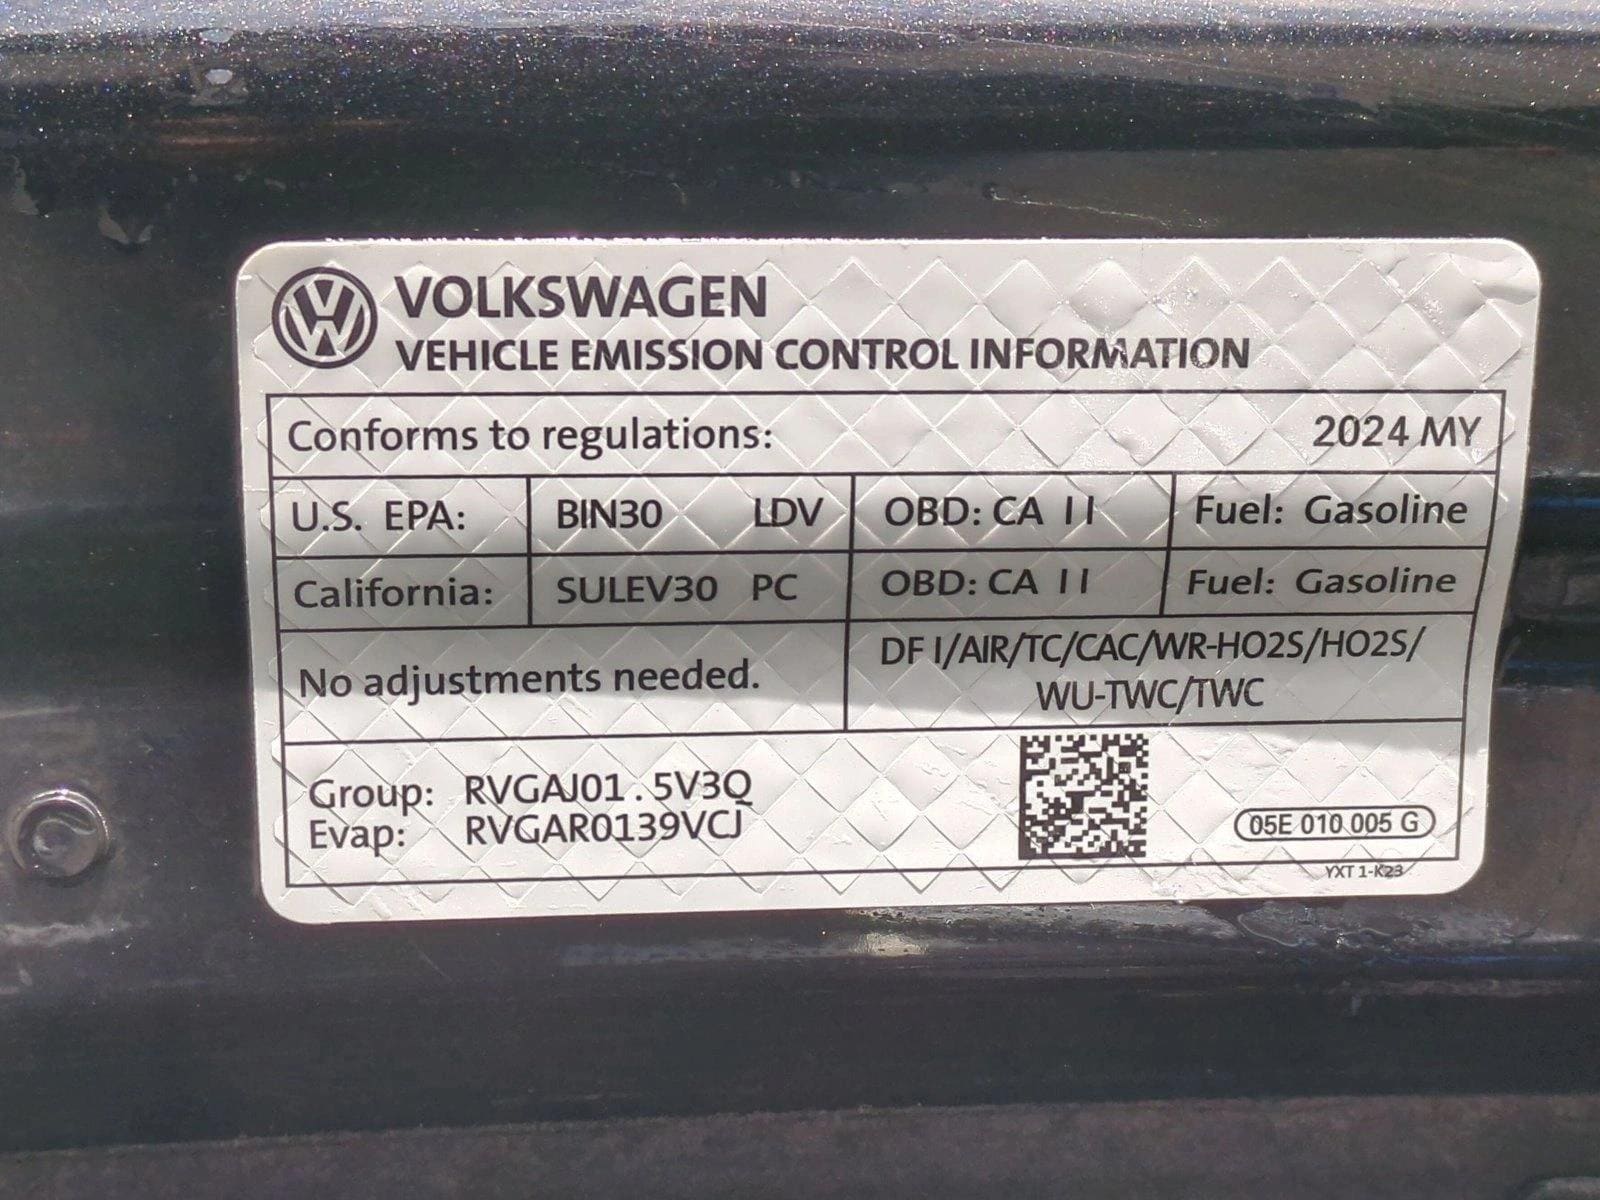 VOLKSWAGEN
VEHICLE EMISSION CONTROL INFORMATION
Conforms to regulations: 2024 MY
U.S. EPA: BIN30 LDV OBD: CA II Fuel: Gasoline
California: SULEV30 PC OBD: CA II Fuel: Gasoline
No adjustments needed.
DFI/AIR/TC/CAC/WR-HO2S/HO2S/
WU-TWC/TWC
Group: RVGAJ01.5V3Q
Evap: RVGAR0139VCJ
05E 010 005 G
YXT 1-K23